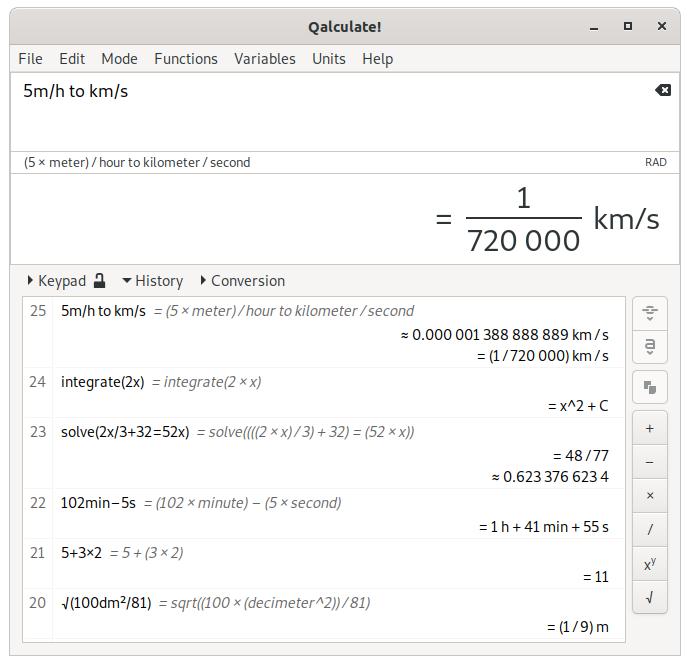 Qalculate!
File Edit Mode Functions Variables Units Help
5m/h to km/s
(5 × meter) / hour to kilometer / second RAD
= 1/720 000 km/s
Keypad History Conversion
25 5m/h to km/s = (5 × meter) / hour to kilometer / second
≈ 0.000 001 388 888 889 km / s
= (1 / 720 000) km / s
24 integrate(2x) = integrate(2 × x)
= x^2 + C
23 solve(2x/3+32=52x) = solve((((2 × x) / 3) + 32) = (52 × x))
= 48 / 77
≈ 0.623 376 623 4
22 102min−5s = (102 × minute) − (5 × second)
= 1 h + 41 min + 55 s
21 5+3×2 = 5 + (3 × 2)
= 11
20 √(100dm²/81) = sqrt((100 × (decimeter^2)) / 81)
= (1 / 9) m
a
+
−
×
/
xʸ
√